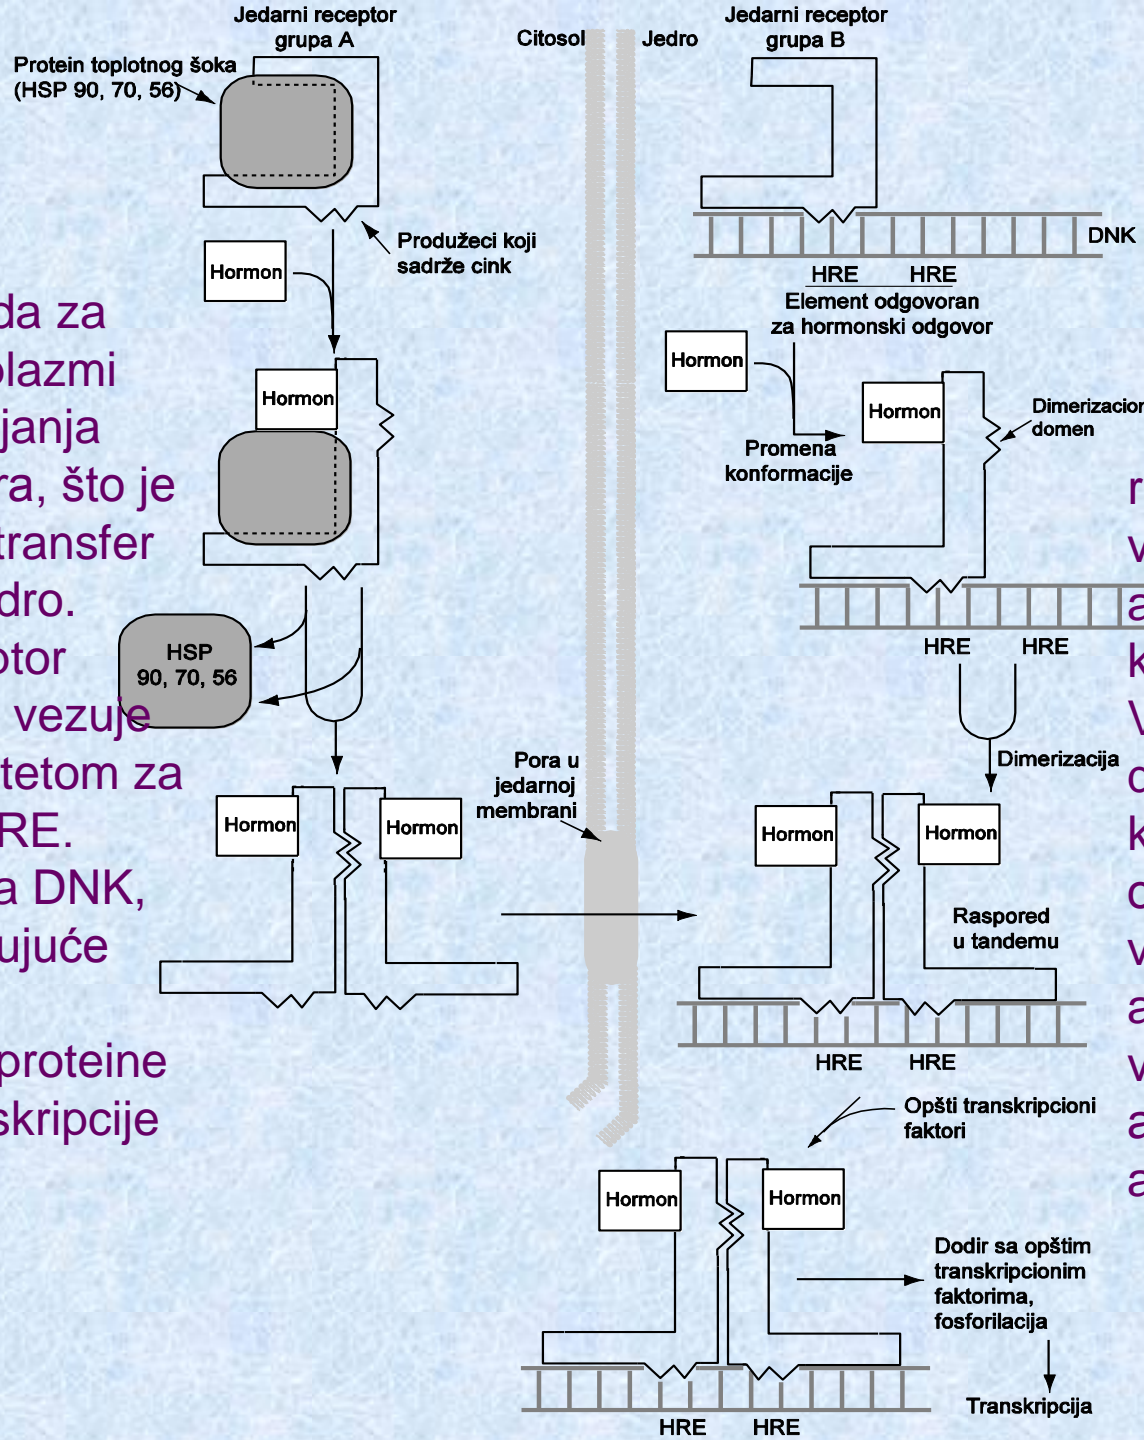 Jedarni receptor
grupa A
Protein toplotnog šoka
(HSP 90, 70, 56)
Produžeci koji
sadrže cink
Hormon
Hormon
HSP
90, 70, 56
Hormon
Hormon
da za
plazmi
janja
ra, što je
transfer
dro.
otor
vezuje
tetom za
RE.
a DNK,
ujuće
proteine
skripcije
Citosol
Jedro
Pora u
jedarnoj
membrani
Jedarni receptor
grupa B
DNK
HRE HRE
Element odgovoran
za hormonski odgovor
Hormon
Promena
konformacije
Hormon
Dimerizacion
domen
HRE HRE
Dimerizacija
Hormon
Hormon
Raspored
u tandemu
HRE HRE
Opšti transkripcioni
faktori
Hormon
Hormon
Dodir sa opštim
transkripcionim
faktorima,
fosforilacija
Transkripcija
HRE HRE
r
v
a
k
V
d
k
v
a
v
a
a